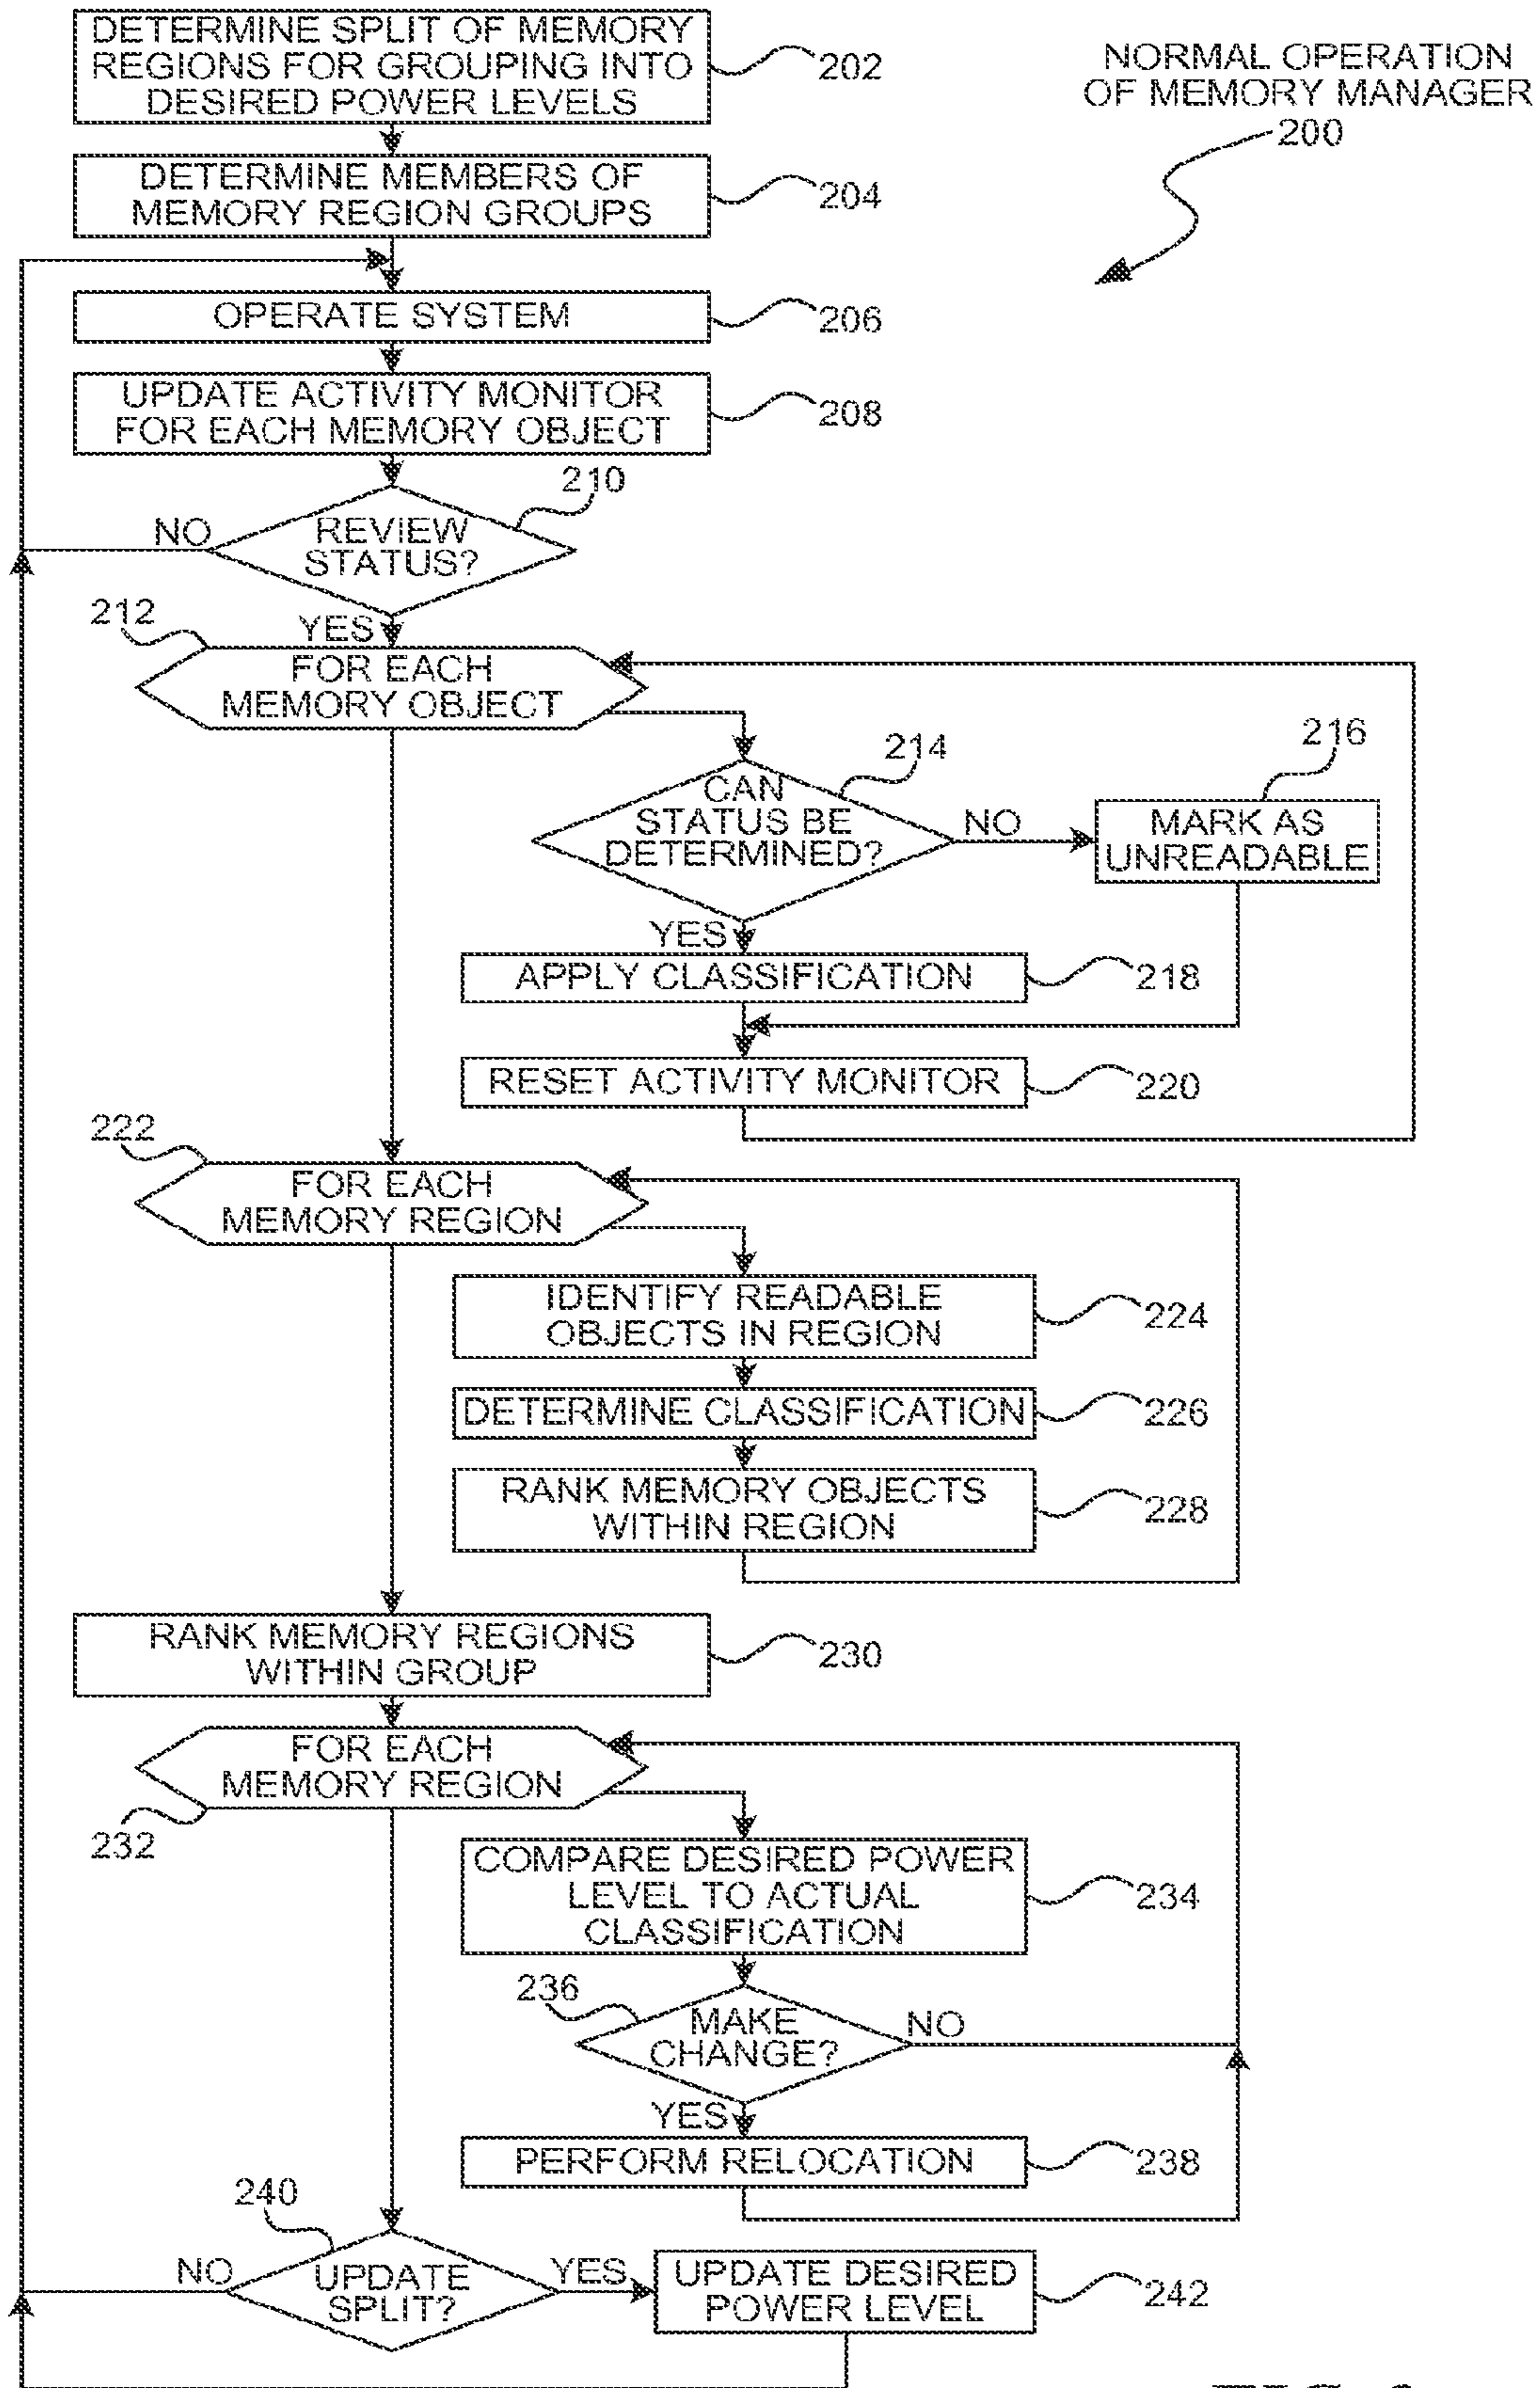 DETERMINE SPLIT OF MEMORY
REGIONS FOR GROUPING INTO
DESIRED POWER LEVELS
202
NORMAL OPERATION
OF MEMORY MANAGER
200
DETERMINE MEMBERS OF
MEMORY REGION GROUPS
204
OPERATE SYSTEM
206
UPDATE ACTIVITY MONITOR
FOR EACH MEMORY OBJECT
208
210
REVIEW
STATUS?
NO
YES
212
FOR EACH
MEMORY OBJECT
214
CAN
STATUS BE
DETERMINED?
NO
216
MARK AS
UNREADABLE
YES
APPLY CLASSIFICATION
218
RESET ACTIVITY MONITOR
220
222
FOR EACH
MEMORY REGION
IDENTIFY READABLE
OBJECTS IN REGION
224
DETERMINE CLASSIFICATION
226
RANK MEMORY OBJECTS
WITHIN REGION
228
RANK MEMORY REGIONS
WITHIN GROUP
230
FOR EACH
MEMORY REGION
232
COMPARE DESIRED POWER
LEVEL TO ACTUAL
CLASSIFICATION
234
236
MAKE
CHANGE?
NO
YES
PERFORM RELOCATION
238
240
NO
UPDATE
SPLIT?
YES
UPDATE DESIRED
POWER LEVEL
242